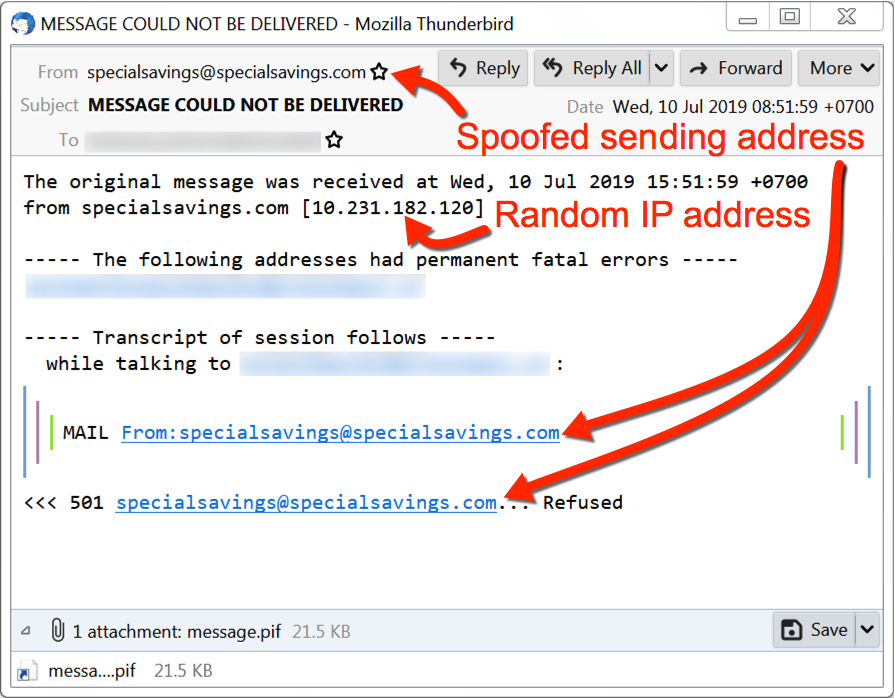 MESSAGE COULD NOT BE DELIVERED - Mozilla Thunderbird
From specialsavings@specialsavings.com Reply Reply All Forward More
Subject MESSAGE COULD NOT BE DELIVERED Date Wed, 10 Jul 2019 08:51:59 +0700
To
Spoofed sending address
The original message was received at Wed, 10 Jul 2019 15:51:59 +0700
from specialsavings.com [10.231.182.120]
Random IP address
----- The following addresses had permanent fatal errors -----
----- Transcript of session follows -----
while talking to :
MAIL From:specialsavings@specialsavings.com
<<< 501 specialsavings@specialsavings.com... Refused
1 attachment: message.pif 21.5 KB Save
messa....pif 21.5 KB